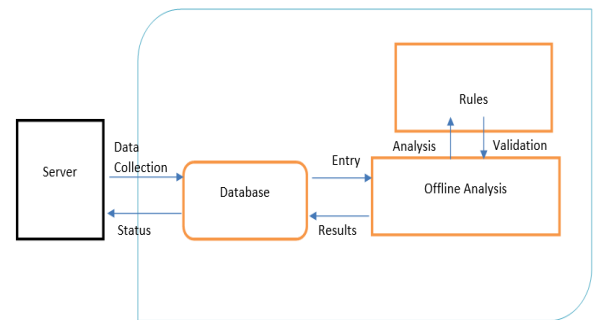 Rules
Data
Collection
Analysis
Validation
Server
Entry
Database
Offline Analysis
Status
Results